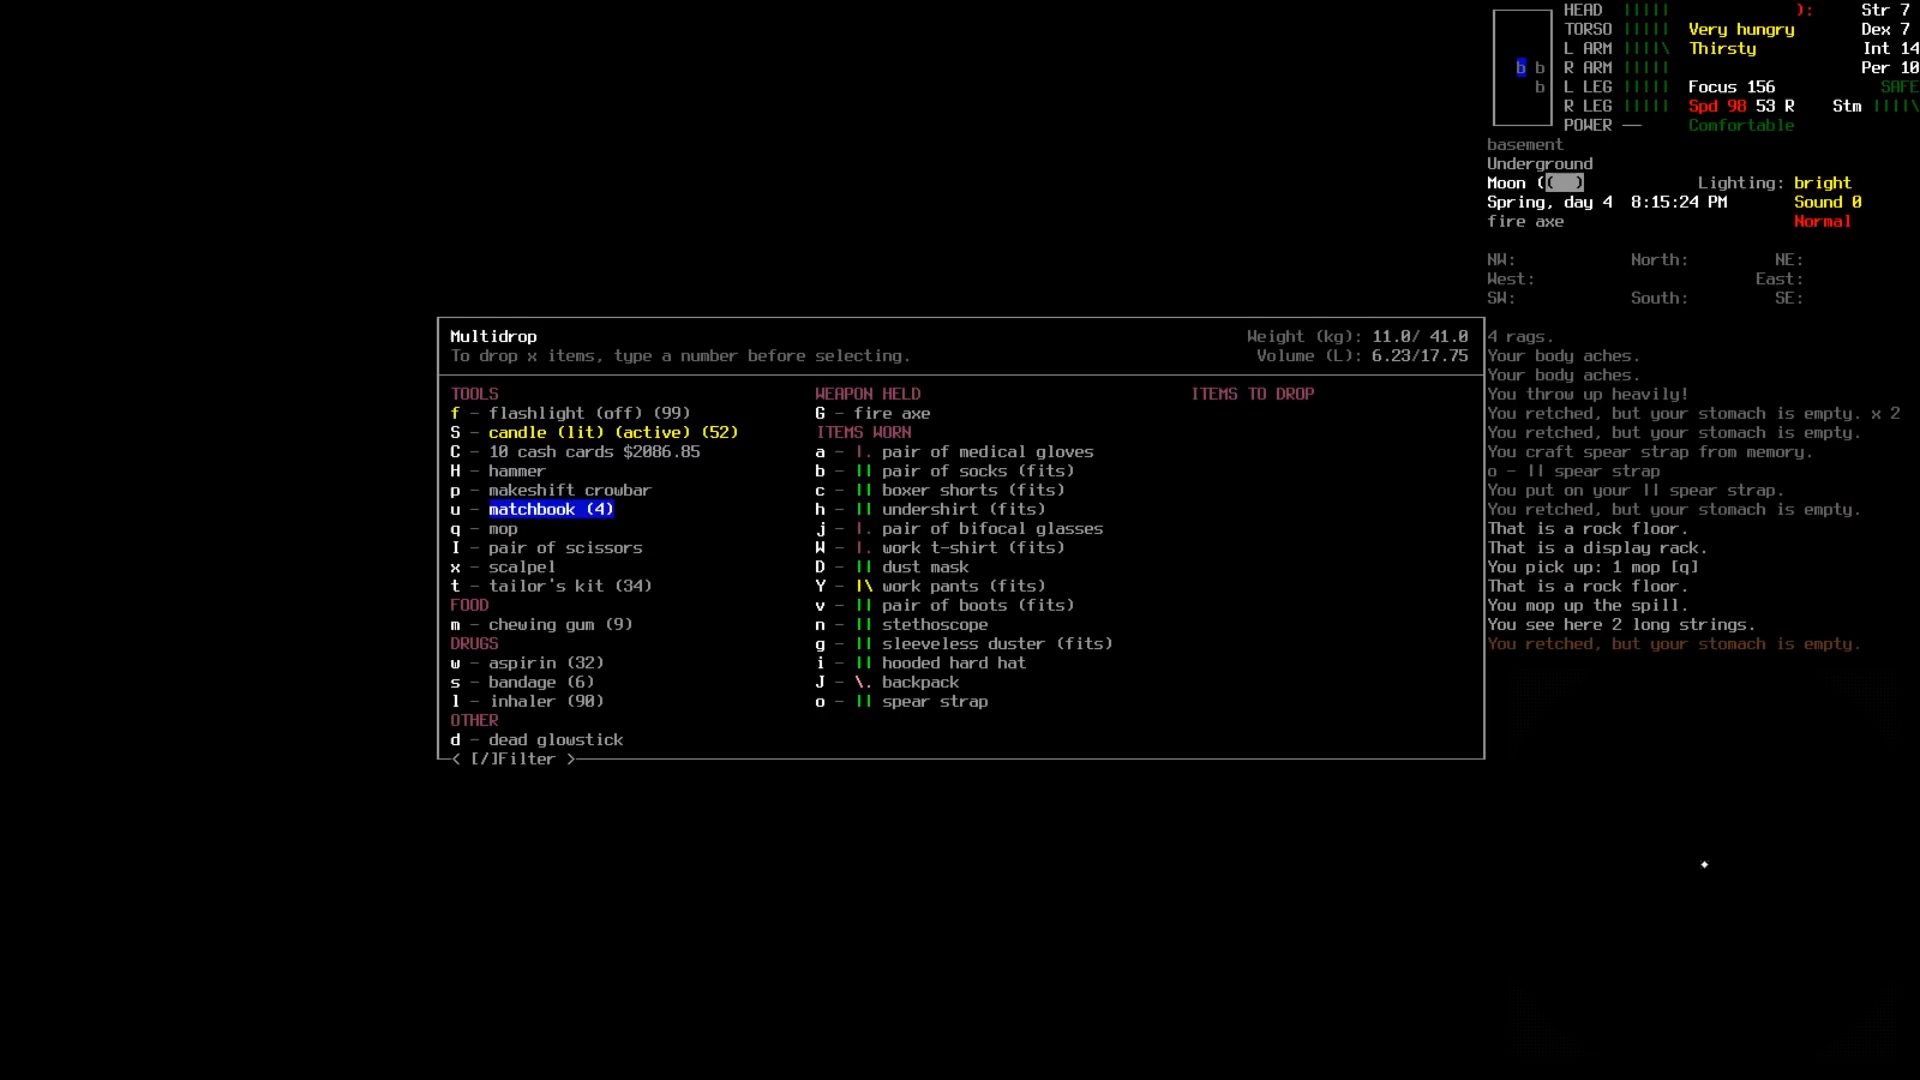 HEAD ||||| ): Str 7
TORSO ||||| Very hungry Dex 7
L ARM ||||\ Thirsty Int 14
b b R ARM ||||| Per 10
b L LEG ||||| Focus 156 SAFE
R LEG ||||| Spd 98 53 R Stm ||||\
POWER —— Comfortable
basement
Underground
Moon (( ) Lighting: bright
Spring, day 4 8:15:24 PM Sound 0
fire axe Normal
NW: North: NE:
West: East:
SW: South: SE:
Multidrop Weight (kg): 11.0/ 41.0
To drop x items, type a number before selecting. Volume (L): 6.23/17.75
TOOLS
f - flashlight (off) (99)
S - candle (lit) (active) (52)
C - 10 cash cards $2086.85
H - hammer
p - makeshift crowbar
u - matchbook (4)
q - mop
I - pair of scissors
x - scalpel
t - tailor's kit (34)
FOOD
m - chewing gum (9)
DRUGS
w - aspirin (32)
s - bandage (6)
l - inhaler (90)
OTHER
d - dead glowstick
< [/]Filter >
WEAPON HELD
G - fire axe
ITEMS WORN
a - |. pair of medical gloves
b - || pair of socks (fits)
c - || boxer shorts (fits)
h - || undershirt (fits)
j - |. pair of bifocal glasses
W - |. work t-shirt (fits)
D - || dust mask
Y - |\ work pants (fits)
v - || pair of boots (fits)
n - || stethoscope
g - || sleeveless duster (fits)
i - || hooded hard hat
J - \. backpack
o - || spear strap
ITEMS TO DROP
4 rags.
Your body aches.
Your body aches.
You throw up heavily!
You retched, but your stomach is empty. x 2
You retched, but your stomach is empty.
You craft spear strap from memory.
o - || spear strap
You put on your || spear strap.
You retched, but your stomach is empty.
That is a rock floor.
That is a display rack.
You pick up: 1 mop [q]
That is a rock floor.
You mop up the spill.
You see here 2 long strings.
You retched, but your stomach is empty.